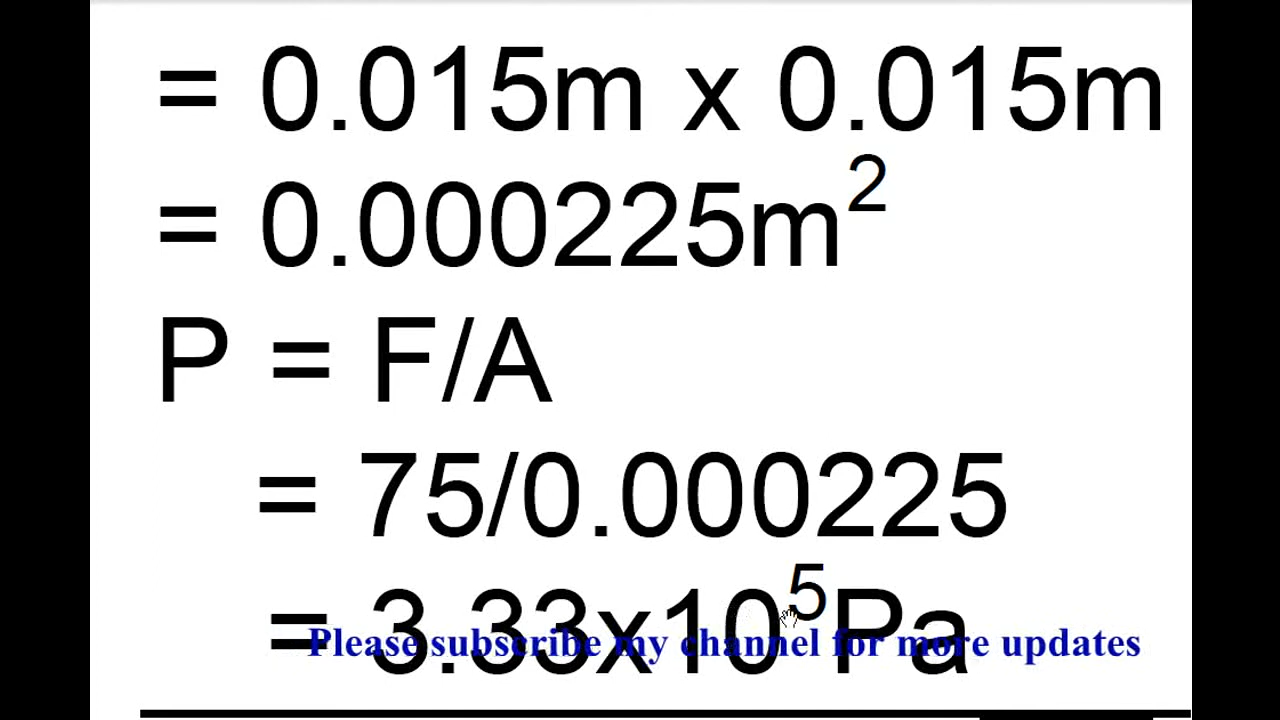 = 0.015m x 0.015m
= 0.000225m²
P = F/A
= 75/0.000225
= 3.33x10⁵Pa
Please subscribe my channel for more updates